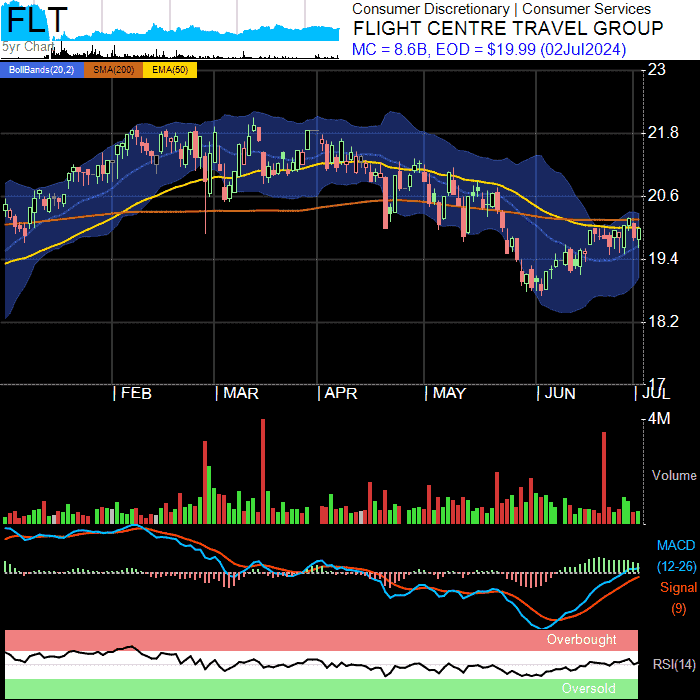 FLT
5yr Chart
Consumer Discretionary | Consumer Services
FLIGHT CENTRE TRAVEL GROUP
MC = 8.6B, EOD = $19.99 (02Jul2024)
BollBands(20,2) SMA(200) EMA(50)
23
21.8
20.6
19.4
18.2
17
FEB MAR APR MAY JUN JUL
4M
Volume
MACD
(12-26)
Signal
(9)
Overbought
RSI(14)
Oversold